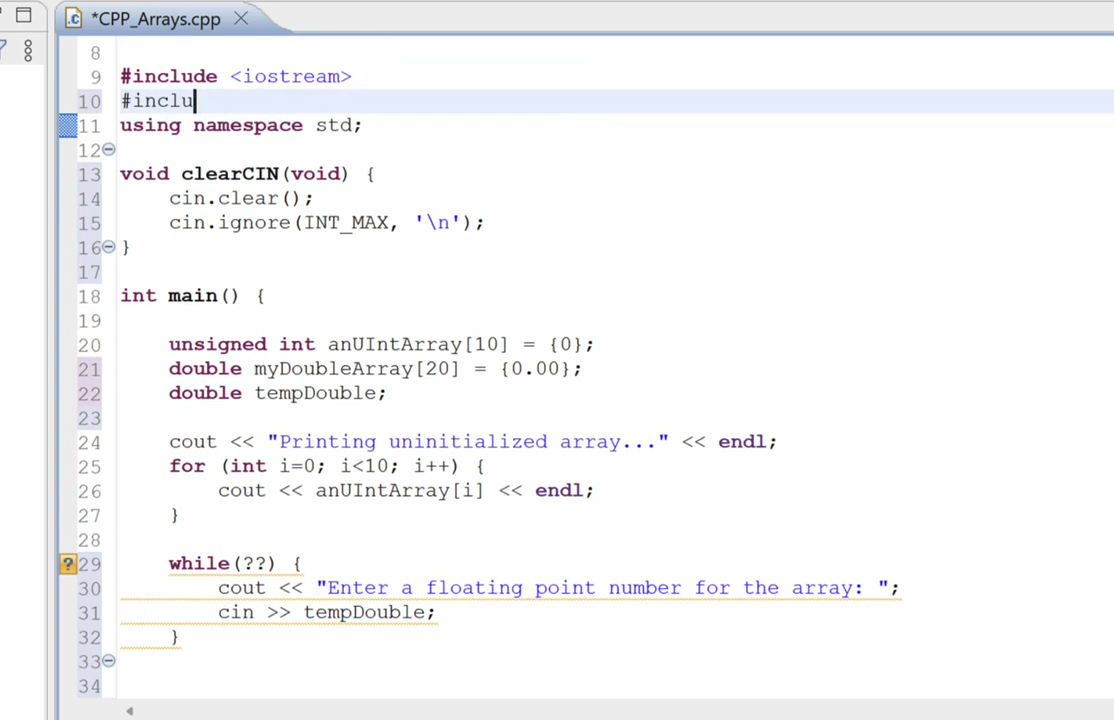 *CPP_Arrays.cpp
8
9 #include <iostream>
10 #inclu
11 using namespace std;
12
13 void clearCIN(void) {
14     cin.clear();
15     cin.ignore(INT_MAX, '\n');
16 }
17
18 int main() {
19
20     unsigned int anUIntArray[10] = {0};
21     double myDoubleArray[20] = {0.00};
22     double tempDouble;
23
24     cout << "Printing uninitialized array..." << endl;
25     for (int i=0; i<10; i++) {
26         cout << anUIntArray[i] << endl;
27     }
28
29     while(??) {
30         cout << "Enter a floating point number for the array: ";
31         cin >> tempDouble;
32     }
33
34